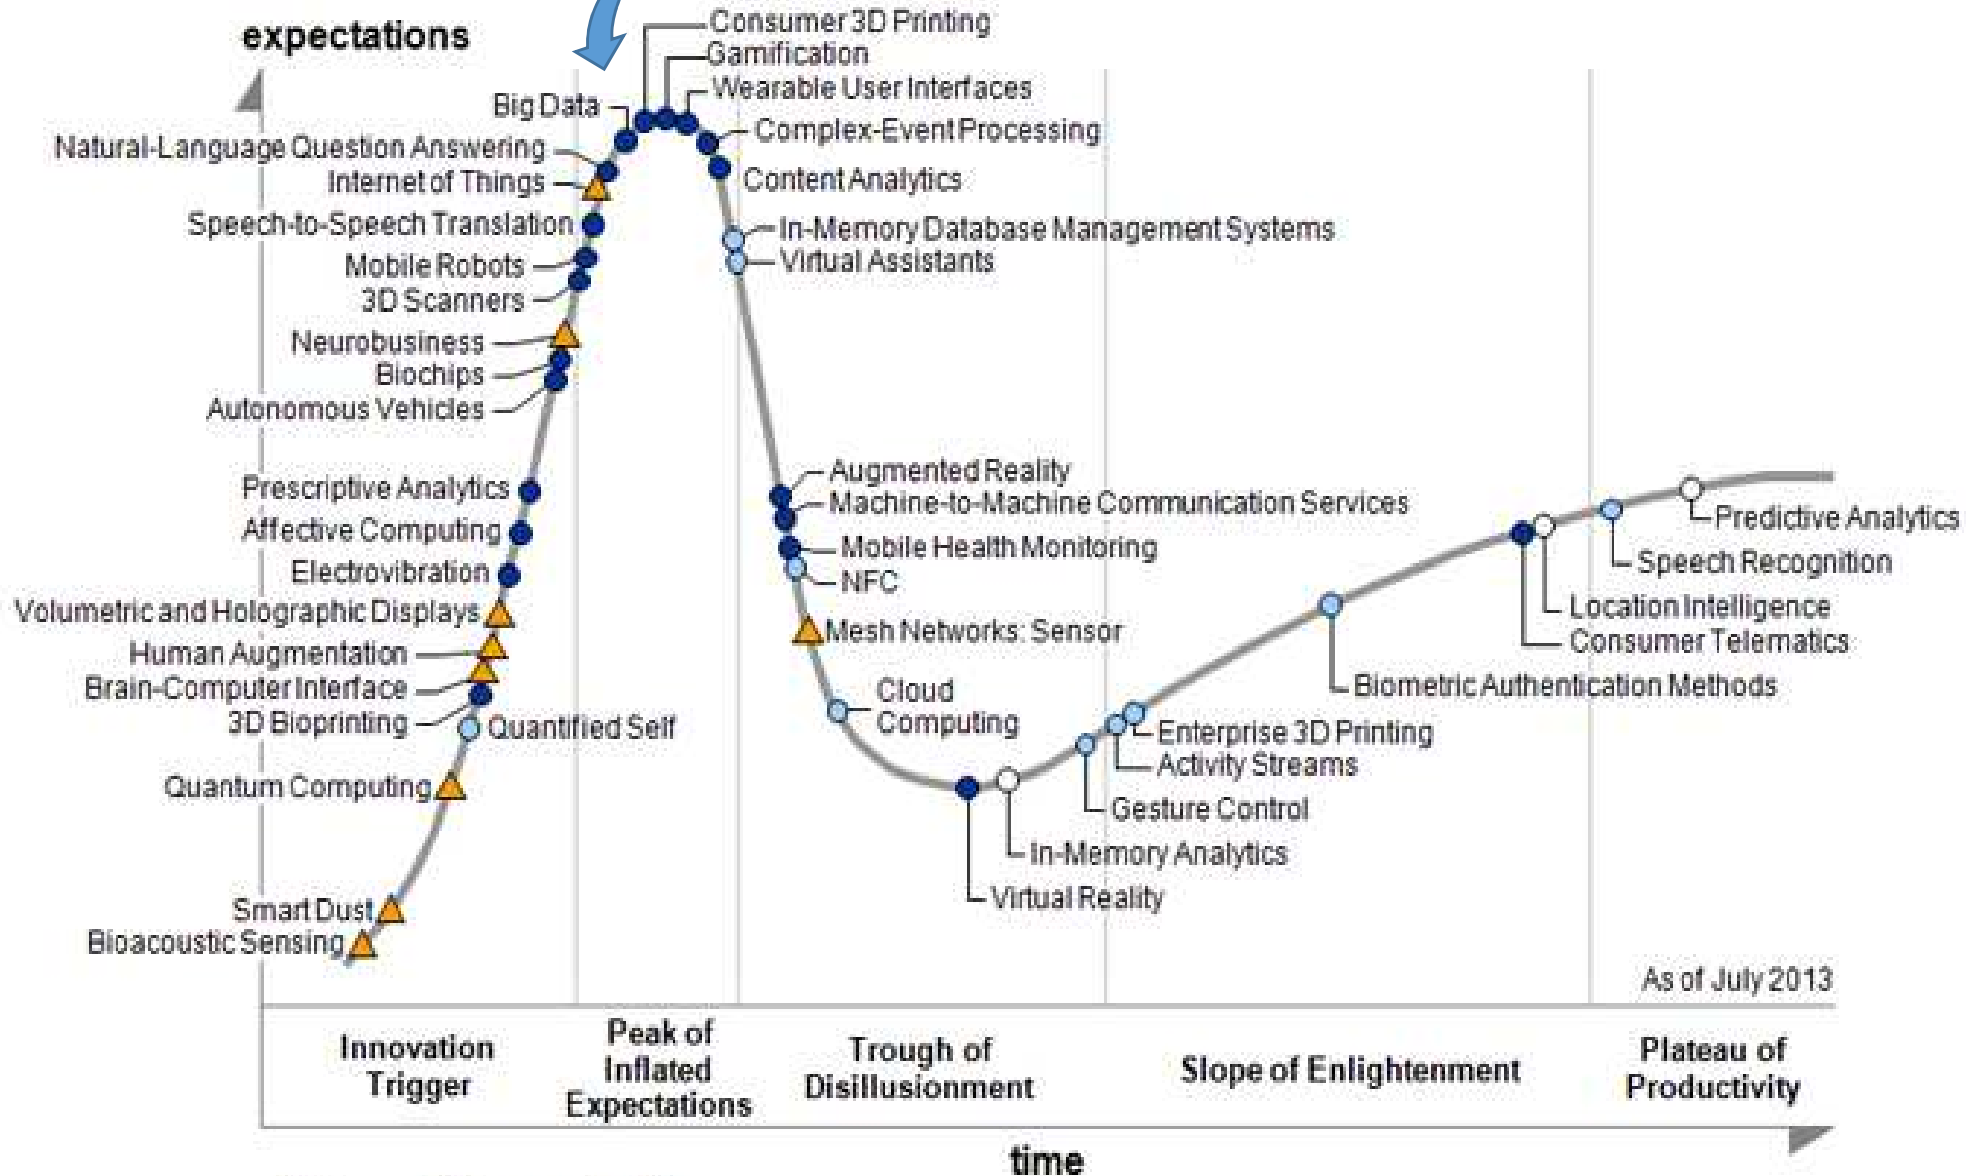 expectations
Consumer 3D Printing
Gamification
Wearable User Interfaces
Big Data
Complex-Event Processing
Natural-Language Question Answering
Internet of Things
Content Analytics
Speech-to-Speech Translation
In-Memory Database Management Systems
Mobile Robots
Virtual Assistants
3D Scanners
Neurobusiness
Biochips
Autonomous Vehicles
Prescriptive Analytics
Affective Computing
Electrovibration
Volumetric and Holographic Displays
Human Augmentation
Brain-Computer Interface
3D Bioprinting
Quantified Self
Quantum Computing
Smart Dust
Bioacoustic Sensing
Augmented Reality
Machine-to-Machine Communication Services
Mobile Health Monitoring
NFC
Mesh Networks: Sensor
Cloud
Computing
Virtual Reality
In-Memory Analytics
Gesture Control
Activity Streams
Enterprise 3D Printing
Biometric Authentication Methods
Consumer Telematics
Location Intelligence
Speech Recognition
Predictive Analytics
As of July 2013
Innovation
Trigger
Peak of
Inflated
Expectations
Trough of
Disillusionment
Slope of Enlightenment
Plateau of
Productivity
time